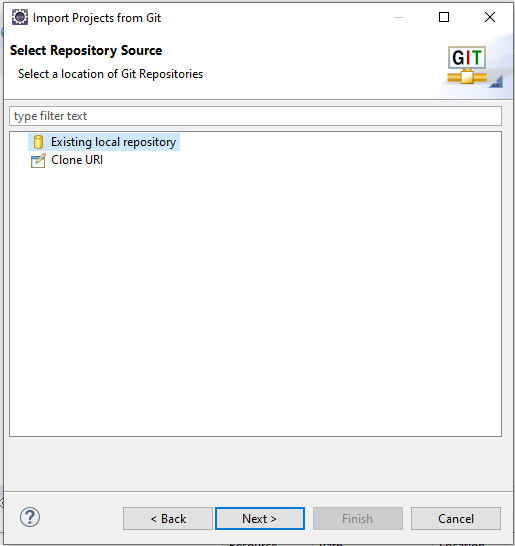 Import Projects from Git
Select Repository Source
Select a location of Git Repositories
GIT
type filter text
Existing local repository
Clone URI
< Back
Next >
Finish
Cancel